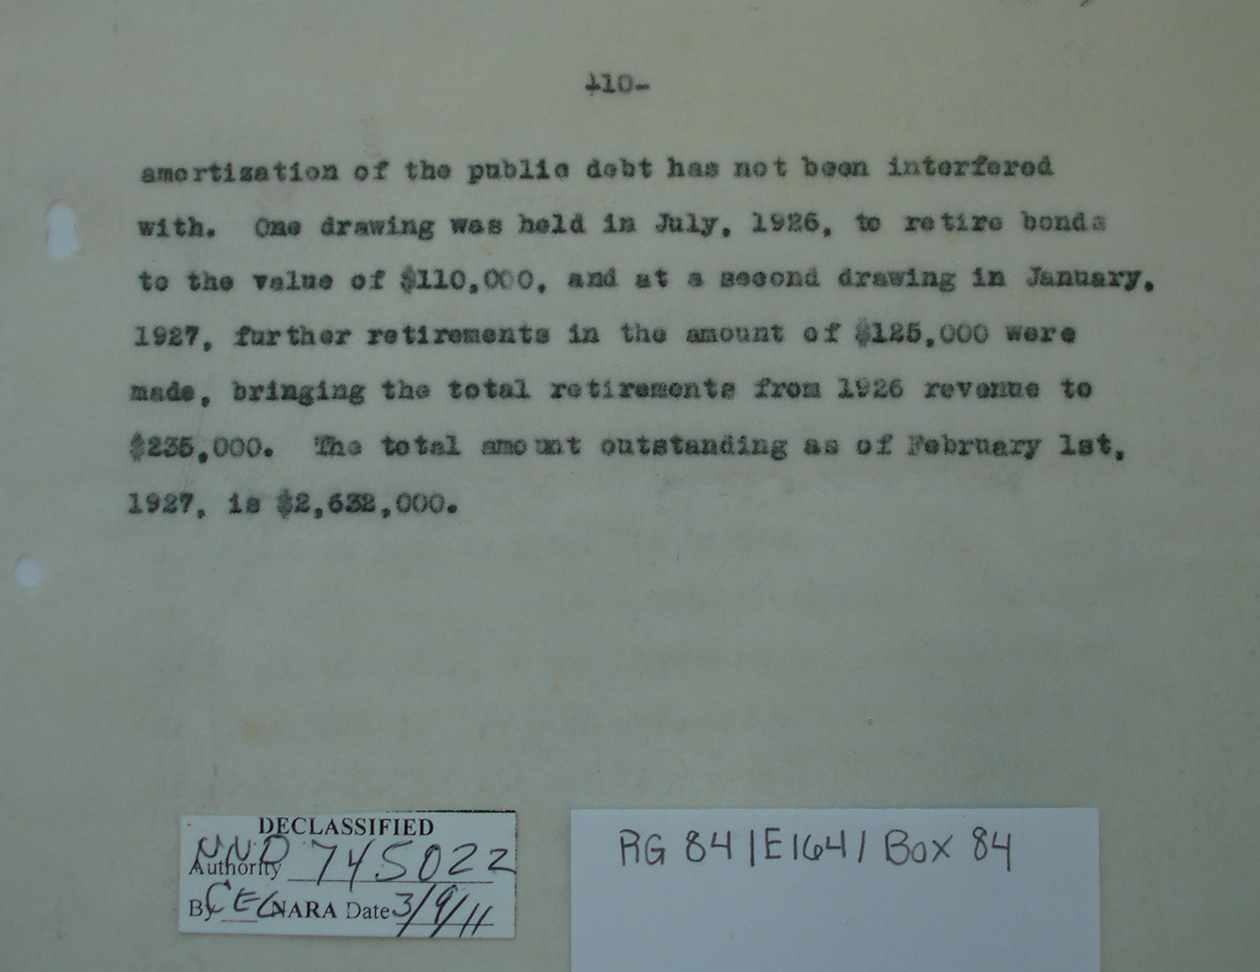 -10-
amortization of the public debt has not been interfered
with. One drawing was held in July, 1926, to retire bonds
to the value of $110,000, and at a second drawing in January,
1927, further retirements in the amount of $125,000 were
made, bringing the total retirements from 1926 revenue to
$235,000. The total amount outstanding as of February 1st,
1927, is $2,632,000.
DECLASSIFIED
Authority NND 745022
By CEG NARA Date 3/9/11
RG 84/E164/ Box 84